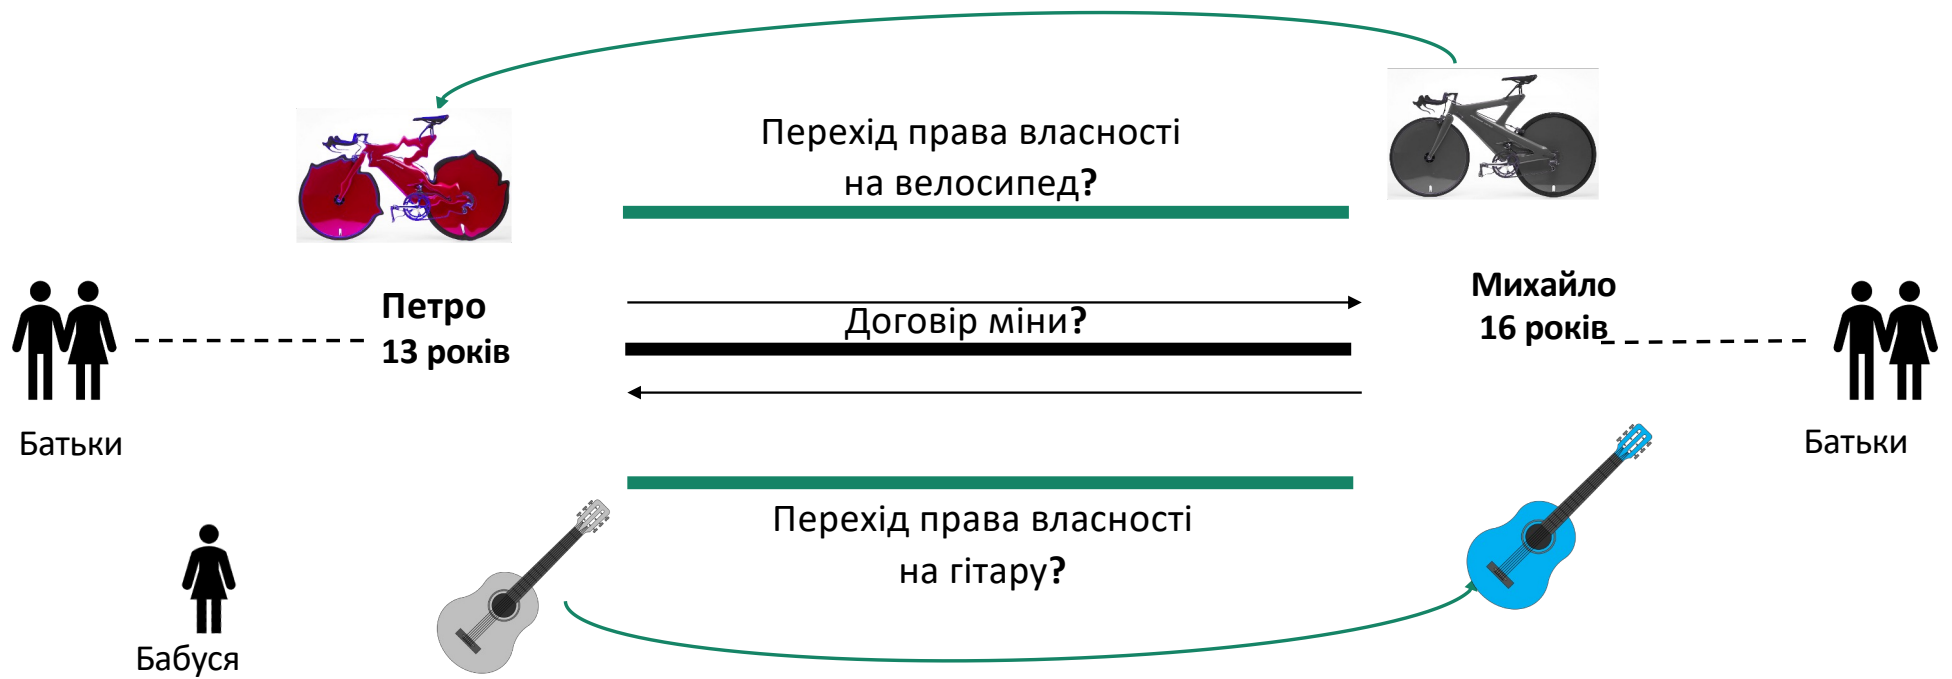 Перехід права власності
на велосипед?
Петро
13 років
Договір міни?
Михайло
16 років
Батьки
Батьки
Перехід права власності
на гітару?
Бабуся